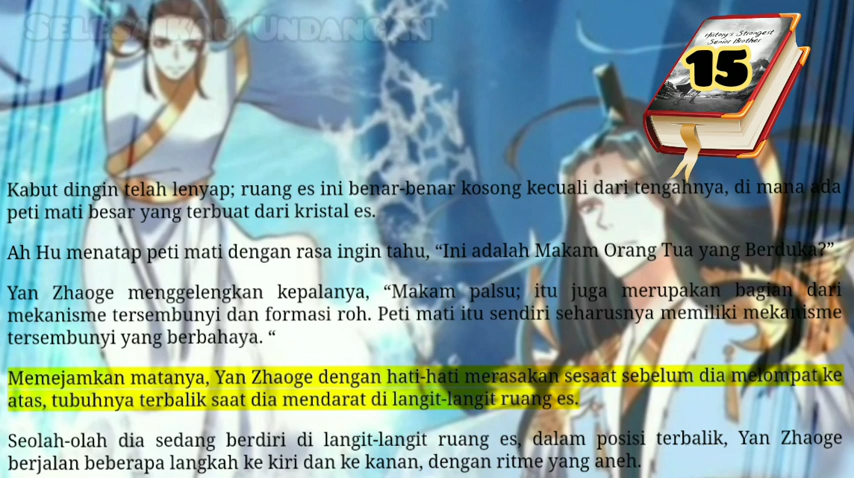 SELESAIKAN UNDANGAN
History's Strongest
Senior Brother
15
Kabut dingin telah lenyap; ruang es ini benar-benar kosong kecuali dari tengahnya, di mana ada
peti mati besar yang terbuat dari kristal es.
Ah Hu menatap peti mati dengan rasa ingin tahu, “Ini adalah Makam Orang Tua yang Berduka?”
Yan Zhaoge menggelengkan kepalanya, “Makam palsu; itu juga merupakan bagian dari
mekanisme tersembunyi dan formasi roh. Peti mati itu sendiri seharusnya memiliki mekanisme
tersembunyi yang berbahaya. “
Memejamkan matanya, Yan Zhaoge dengan hati-hati merasakan sesaat sebelum dia melompat ke
atas, tubuhnya terbalik saat dia mendarat di langit-langit ruang es.
Seolah-olah dia sedang berdiri di langit-langit ruang es, dalam posisi terbalik, Yan Zhaoge
berjalan beberapa langkah ke kiri dan ke kanan, dengan ritme yang aneh.